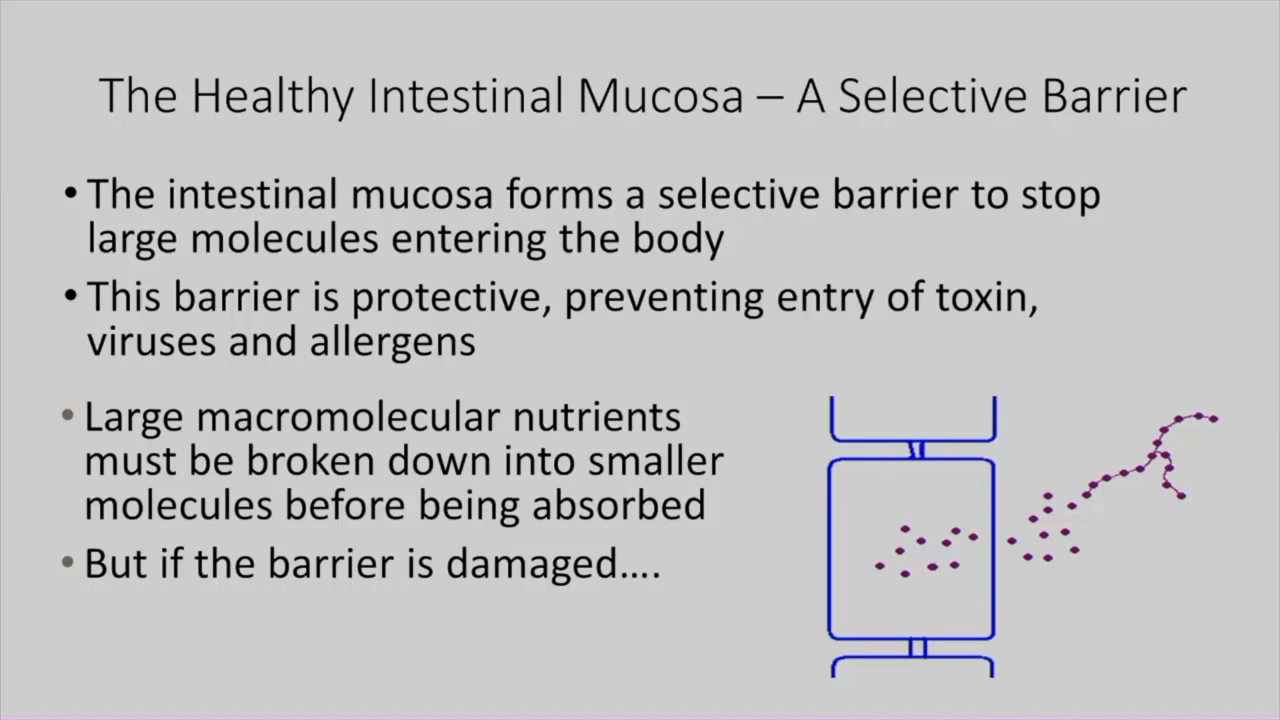 The Healthy Intestinal Mucosa – A Selective Barrier
• The intestinal mucosa forms a selective barrier to stop
large molecules entering the body
• This barrier is protective, preventing entry of toxin,
viruses and allergens
• Large macromolecular nutrients
must be broken down into smaller
molecules before being absorbed
• But if the barrier is damaged….